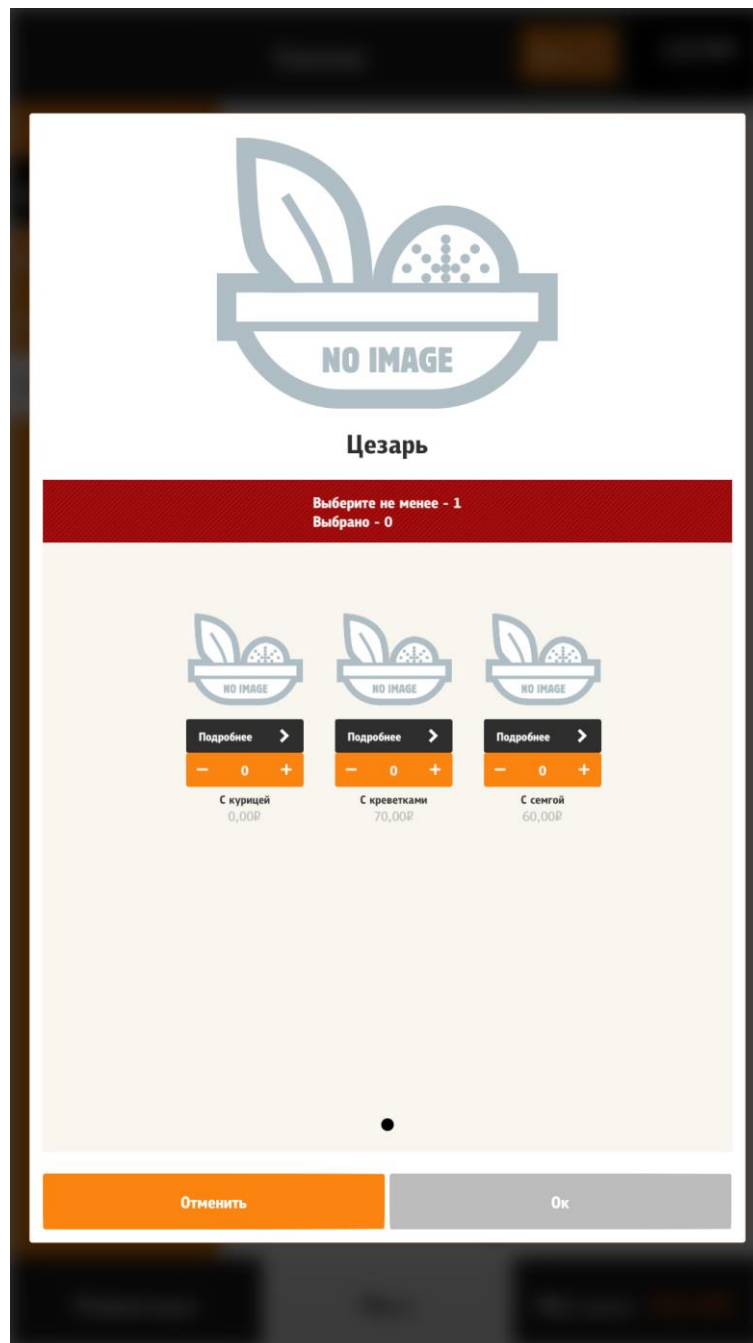 NO IMAGE
Цезарь
Выберите не менее - 1
Выбрано - 0
NO IMAGE NO IMAGE NO IMAGE
Подробнее Подробнее Подробнее
− 0 + − 0 + − 0 +
С курицей С креветками С семгой
0,00₽ 70,00₽ 60,00₽
Отменить Ок